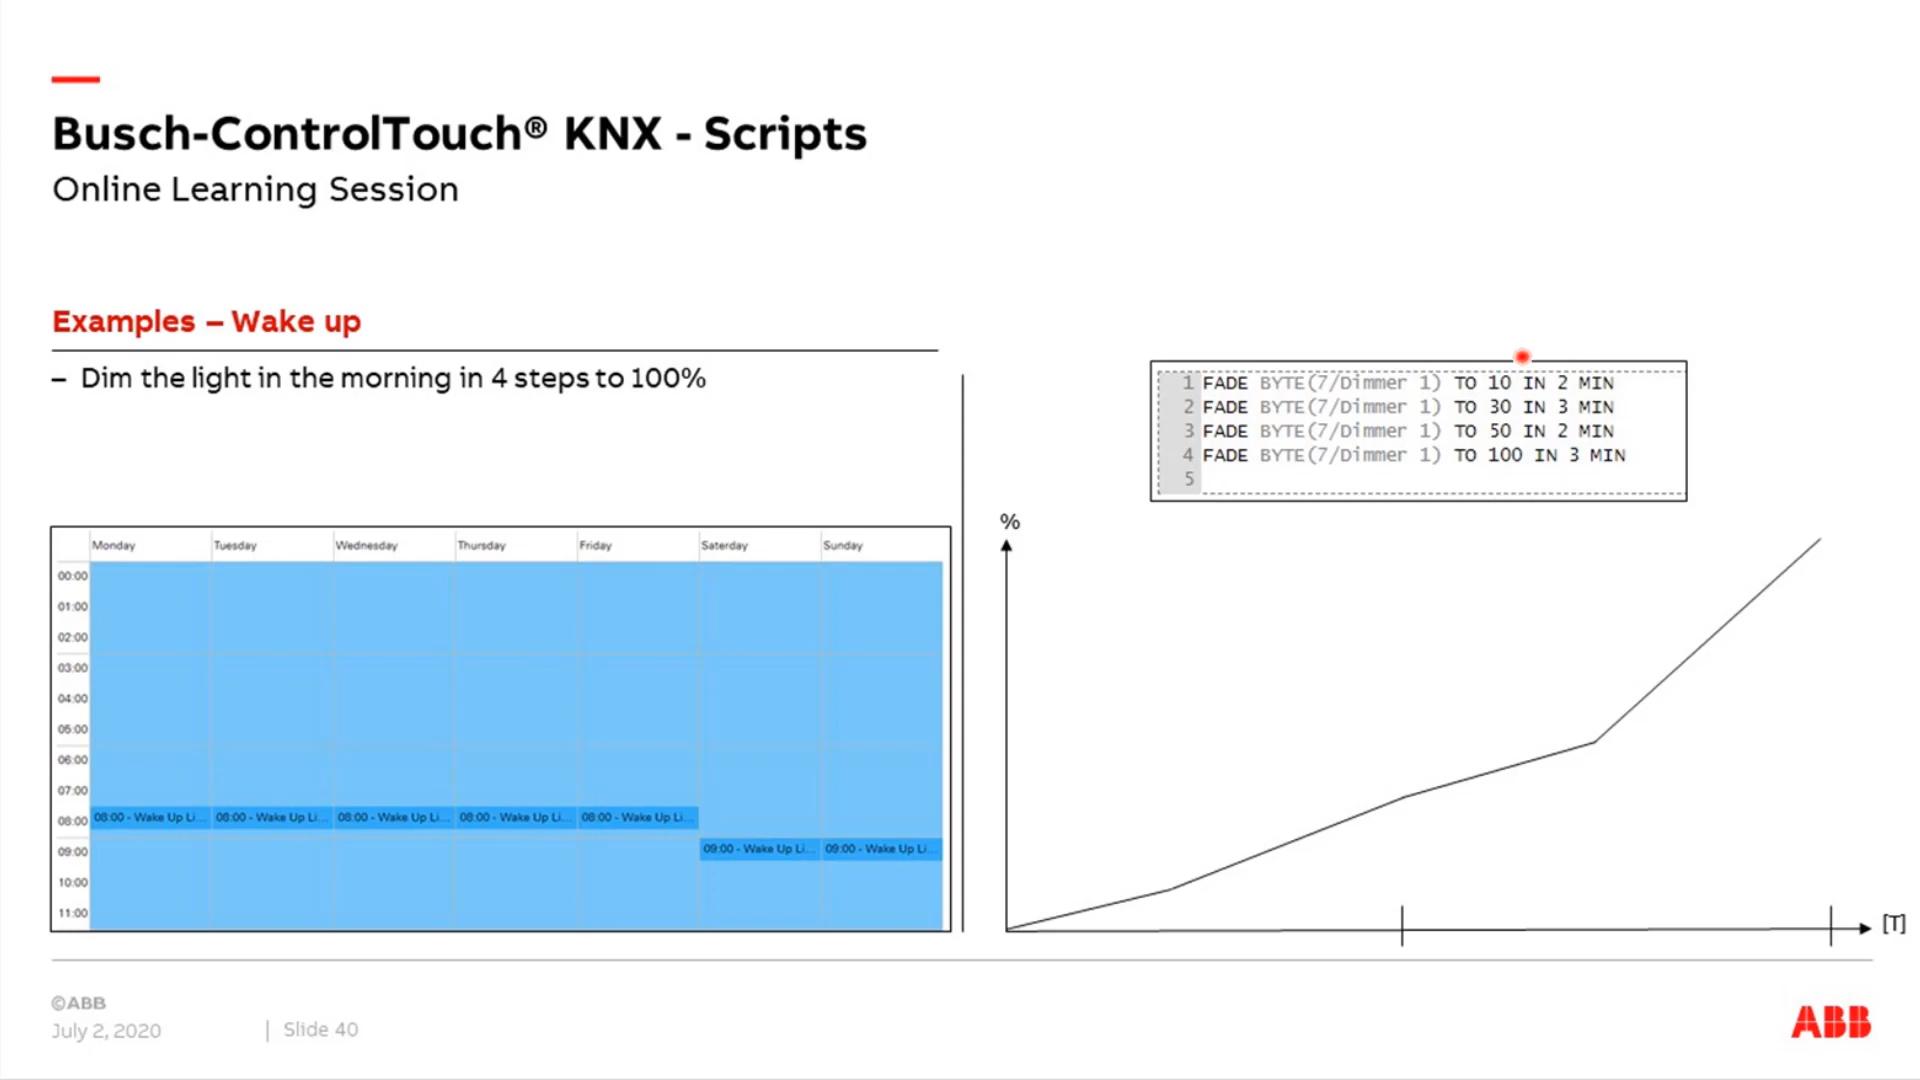 Busch-ControlTouch® KNX - Scripts
Online Learning Session
Examples – Wake up
– Dim the light in the morning in 4 steps to 100%
1 FADE BYTE(7/Dimmer 1) TO 10 IN 2 MIN
2 FADE BYTE(7/Dimmer 1) TO 30 IN 3 MIN
3 FADE BYTE(7/Dimmer 1) TO 50 IN 2 MIN
4 FADE BYTE(7/Dimmer 1) TO 100 IN 3 MIN
5
Monday Tuesday Wednesday Thursday Friday Saterday Sunday
00:00
01:00
02:00
03:00
04:00
05:00
06:00
07:00
08:00 08:00 - Wake Up Li... 08:00 - Wake Up Li... 08:00 - Wake Up Li... 08:00 - Wake Up Li... 08:00 - Wake Up Li...
09:00 09:00 - Wake Up Li... 09:00 - Wake Up Li...
10:00
11:00
%
[T]
©ABB
July 2, 2020 | Slide 40
ABB